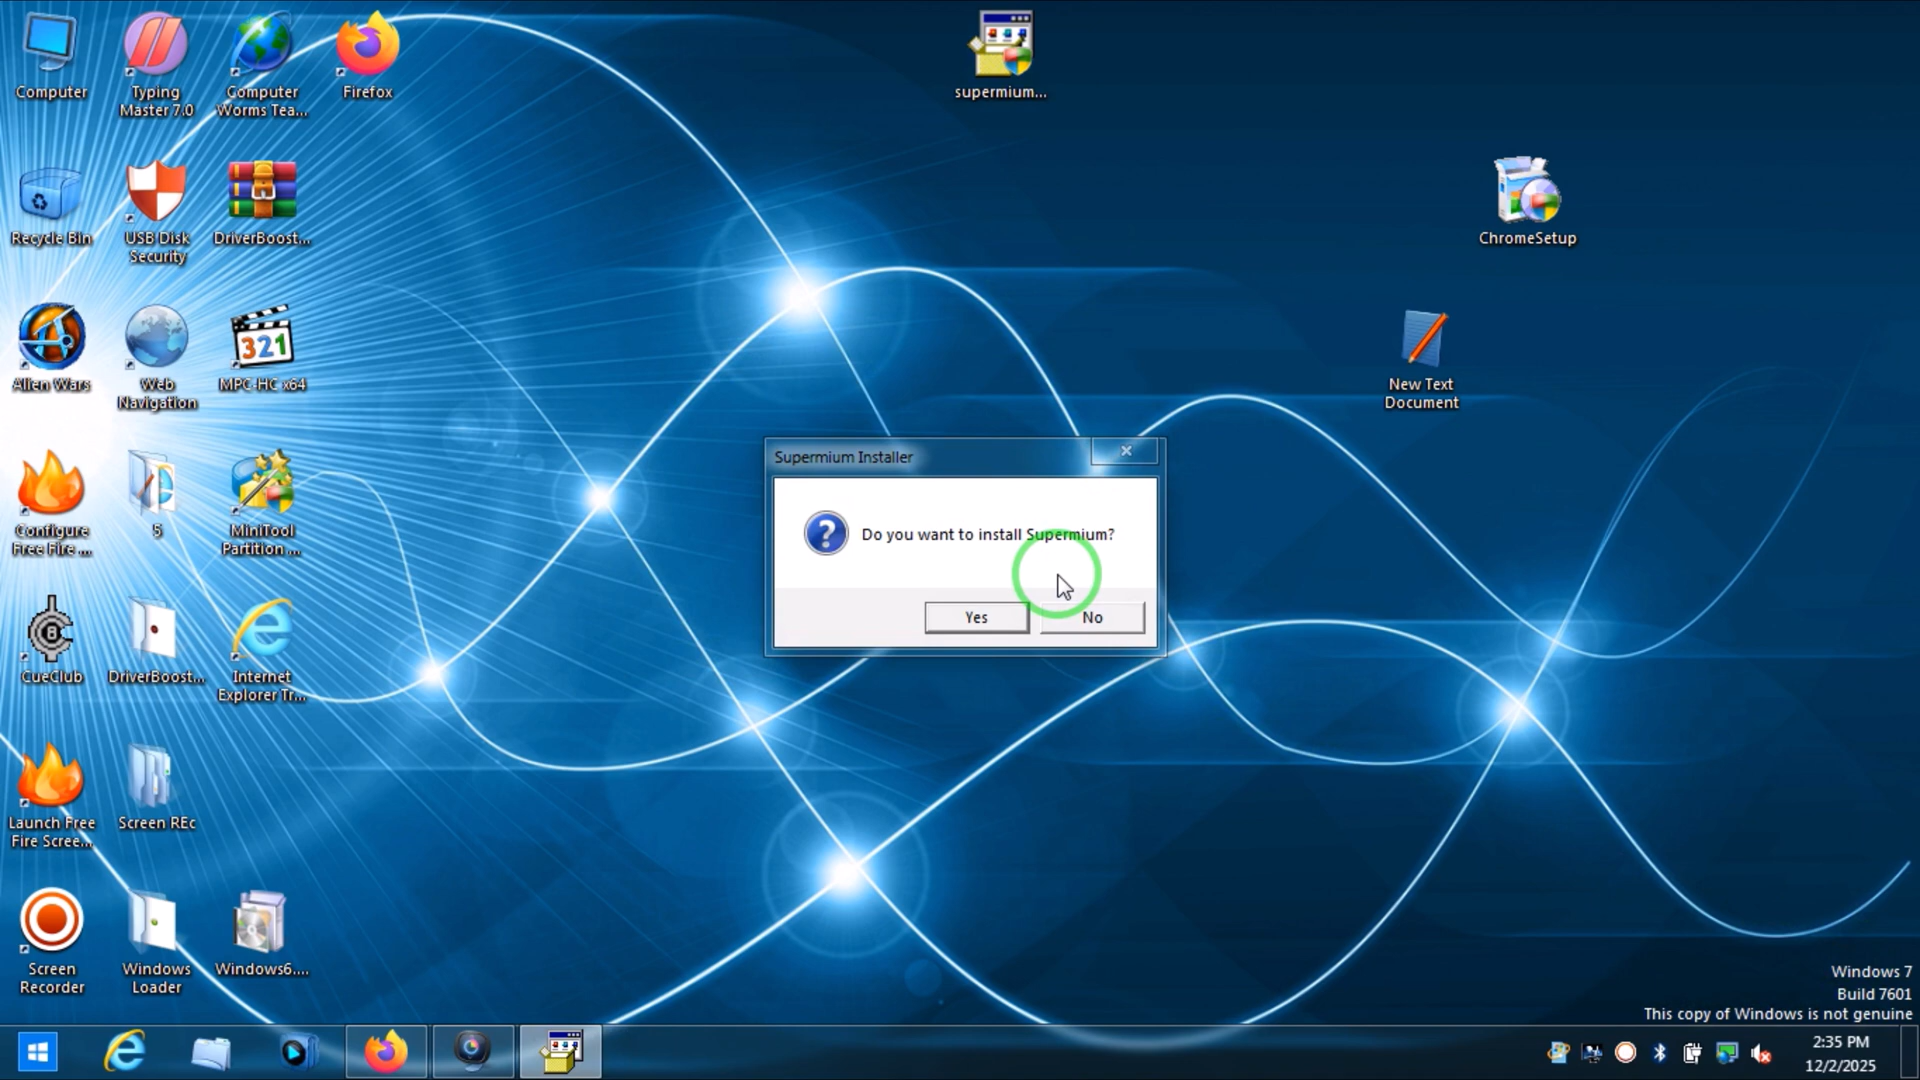 Computer
Typing
Master 7.0
Computer
Worms Tea...
Firefox
supermium...
Recycle Bin
USB Disk
Security
DriverBoost...
ChromeSetup
Alien Wars
Web
Navigation
321
MPC-HC x64
New Text
Document
Supermium Installer
Do you want to install Supermium?
Yes
No
Configure
Free Fire ...
5
MiniTool
Partition ...
8
CueClub
DriverBoost...
Internet
Explorer Tr...
Launch Free
Fire Scree...
Screen REc
Screen
Recorder
Windows
Loader
Windows6....
Windows 7
Build 7601
This copy of Windows is not genuine
2:35 PM
12/2/2025